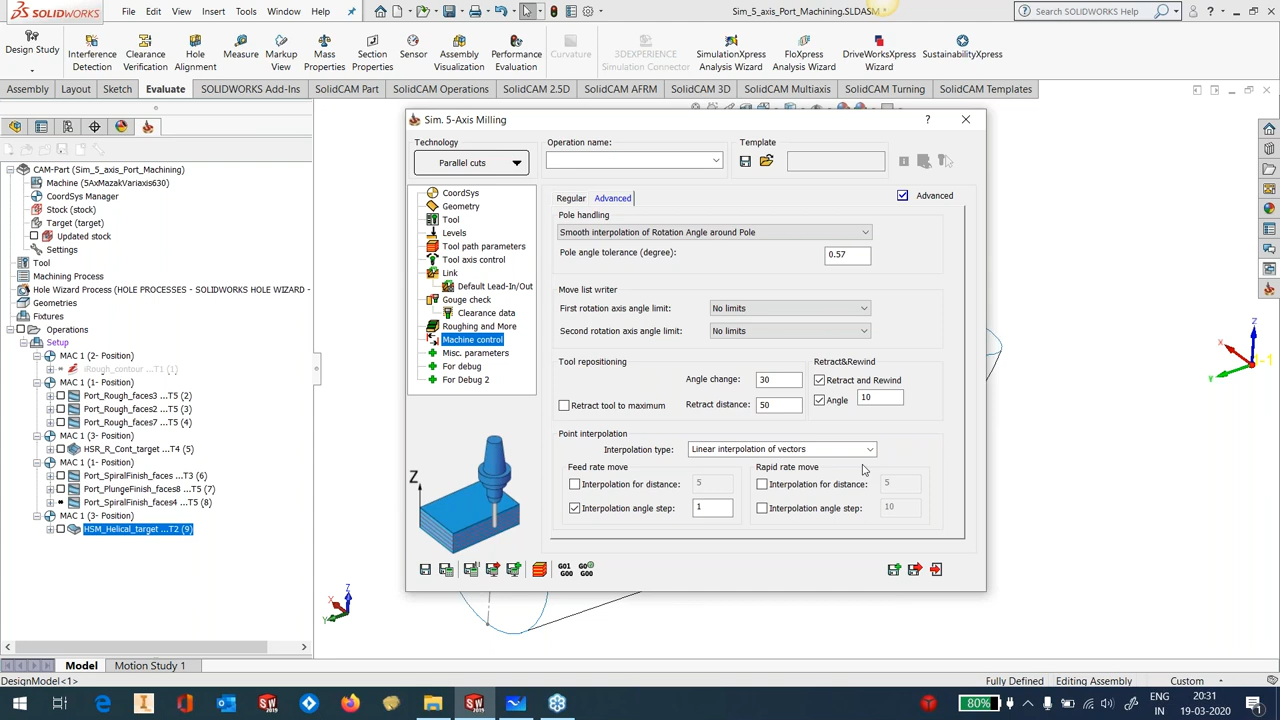 SOLIDWORKS File Edit View Insert Tools Window Help Sim_5_axis_Port_Machining.SLDASM * Search SOLIDWORKS Help
Design Study
Interference Detection
Clearance Verification
Hole Alignment
Measure
Markup View
Mass Properties
Section Properties
Sensor
Assembly Visualization
Performance Evaluation
Curvature
3DEXPERIENCE Simulation Connector
SimulationXpress Analysis Wizard
FloXpress Analysis Wizard
DriveWorksXpress Wizard
SustainabilityXpress
Assembly Layout Sketch Evaluate SOLIDWORKS Add-Ins SolidCAM Part SolidCAM Operations SolidCAM 2.5D SolidCAM AFRM SolidCAM 3D SolidCAM Multiaxis SolidCAM Turning SolidCAM Templates
CAM-Part (Sim_5_axis_Port_Machining)
Machine (5AxMazakVariaxis630)
CoordSys Manager
Stock (stock)
Target (target)
Updated stock
Settings
Tool
Machining Process
Hole Wizard Process (HOLE PROCESSES - SOLIDWORKS HOLE WIZARD -
Geometries
Fixtures
Operations
Setup
MAC 1 (2- Position)
iRough_contour ...T1 (1)
MAC 1 (1- Position)
Port_Rough_faces3 ...T5 (2)
Port_Rough_faces2 ...T5 (3)
Port_Rough_faces7 ...T5 (4)
MAC 1 (3- Position)
HSR_R_Cont_target ...T4 (5)
MAC 1 (1- Position)
Port_SpiralFinish_faces ...T3 (6)
Port_PlungeFinish_faces8 ...T5 (7)
Port_SpiralFinish_faces4 ...T5 (8)
MAC 1 (3- Position)
HSM_Helical_target ...T2 (9)
Sim. 5-Axis Milling ?
Technology
Parallel cuts
Operation name:
Template
CoordSys
Geometry
Tool
Levels
Tool path parameters
Tool axis control
Link
Default Lead-In/Out
Gouge check
Clearance data
Roughing and More
Machine control
Misc. parameters
For debug
For Debug 2
Z
Regular Advanced Advanced
Pole handling
Smooth interpolation of Rotation Angle around Pole
Pole angle tolerance (degree): 0.57
Move list writer
First rotation axis angle limit: No limits
Second rotation axis angle limit: No limits
Tool repositioning
Angle change: 30
Retract tool to maximum Retract distance: 50
Retract&Rewind
Retract and Rewind
Angle 10
Point interpolation
Interpolation type: Linear interpolation of vectors
Feed rate move
Interpolation for distance: 5
Interpolation angle step: 1
Rapid rate move
Interpolation for distance: 5
Interpolation angle step: 10
G01 G00
G00 G00
Z
X
Y
Z
X
Y
Model Motion Study 1
DesignModel<1> Fully Defined Editing Assembly Custom
80% ENG IN 20:31 19-03-2020